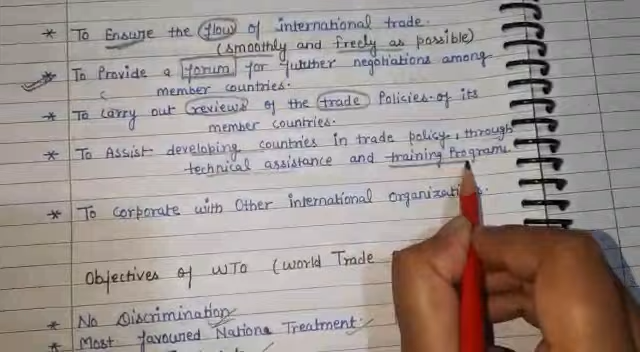 * To Ensure the flow of international trade.
(smoothly and freely as possible)
* To Provide a forum for further negotiations among
member countries.
* To carry out reviews of the trade Policies of its
member countries.
* To Assist developing countries in trade policy, through
technical assistance and training Programs
* To Corporate with Other international
Objectives of WTO (World Trade
* No Discrimination
* Most favoured Nations Treatment